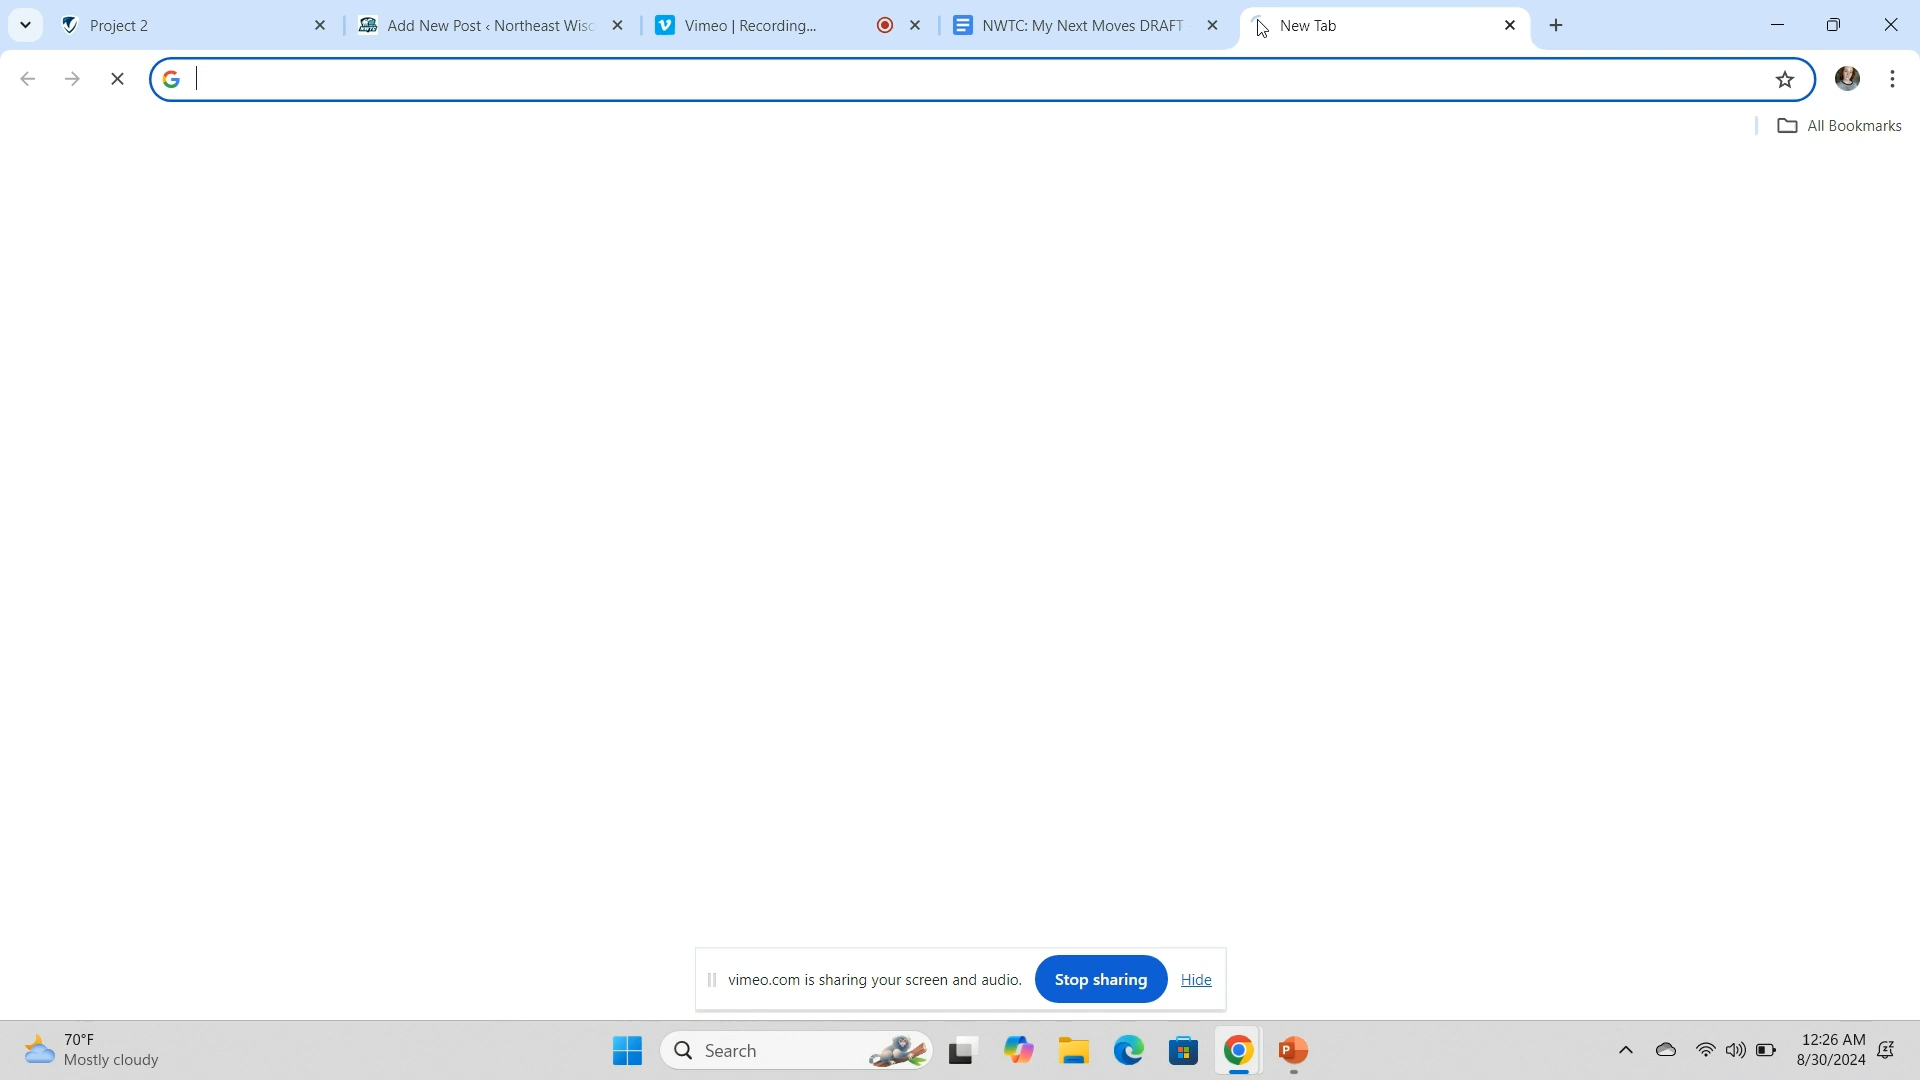 Project 2
Add New Post ‹ Northeast Wisc
Vimeo | Recording...
NWTC: My Next Moves DRAFT
New Tab
All Bookmarks
vimeo.com is sharing your screen and audio.
Stop sharing
Hide
70°F
Mostly cloudy
Search
12:26 AM
8/30/2024